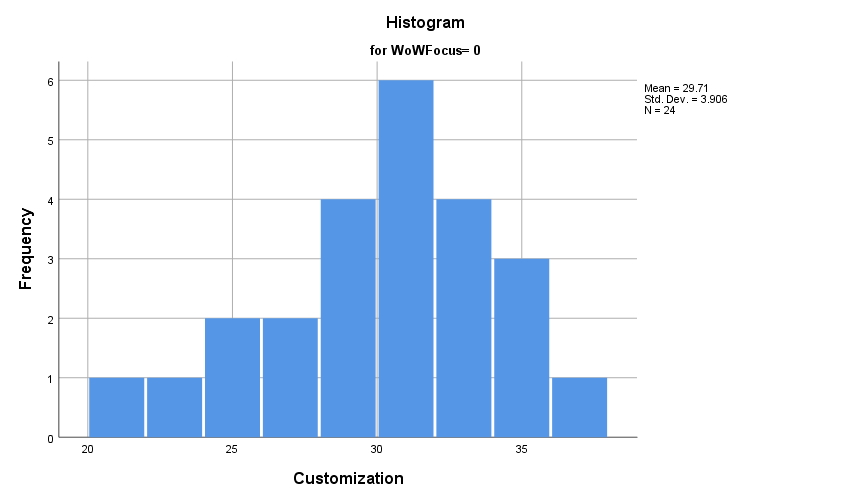 Histogram
for WoWFocus= 0
Mean = 29.71
Std. Dev. = 3.906
N = 24
6
5
4
3
2
1
0
Frequency
20 25 30 35
Customization